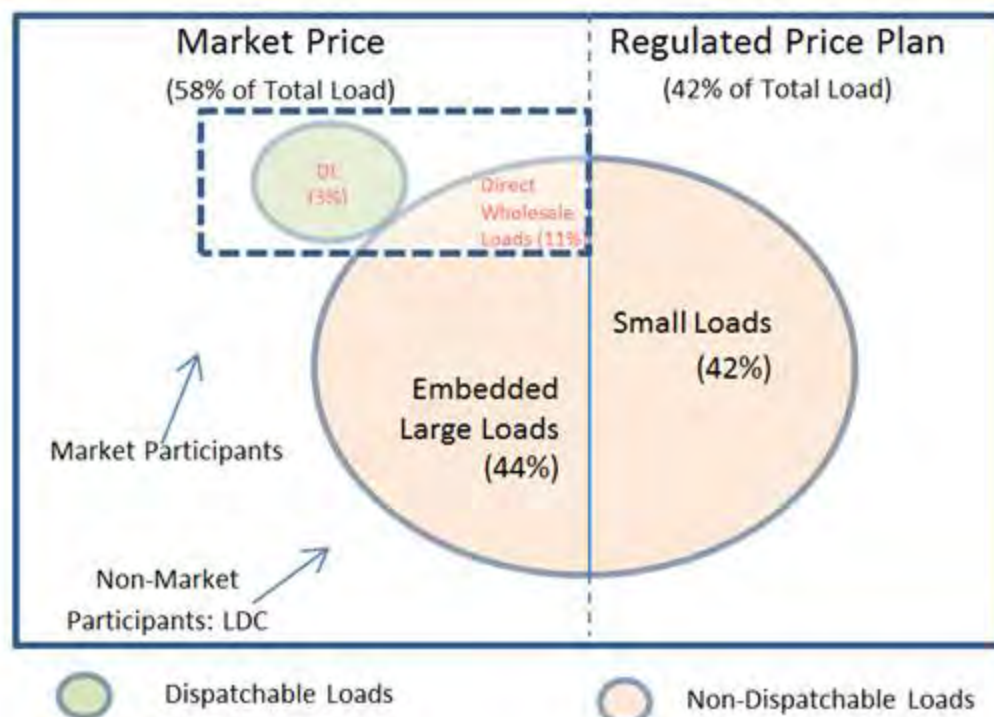 Market Price
(58% of Total Load)
Regulated Price Plan
(42% of Total Load)
DL
(3%)
Direct
Wholesale
Loads (11%
Small Loads
(42%)
Embedded
Large Loads
(44%)
Market Participants
Non-Market
Participants: LDC
Dispatchable Loads
Non-Dispatchable Loads